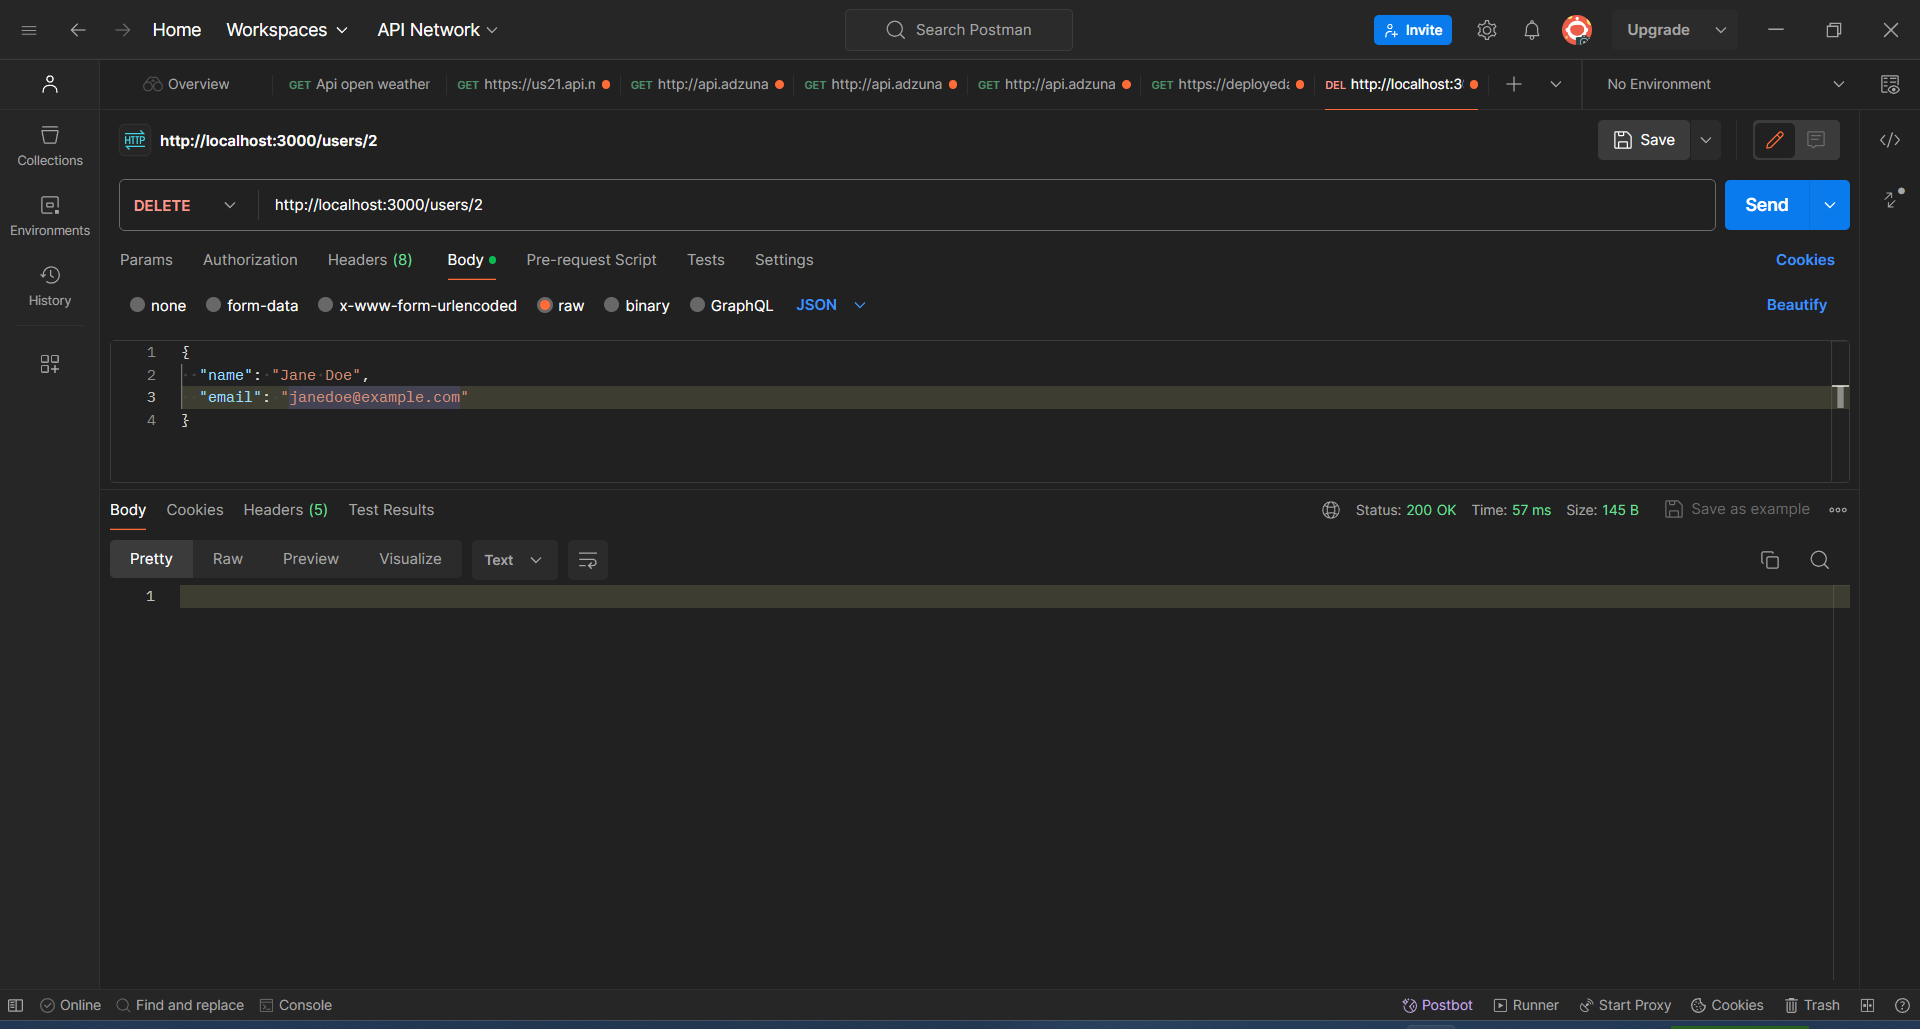 Home Workspaces API Network Search Postman Invite Upgrade
Overview GET Api open weather GET https://us21.api.m GET http://api.adzuna GET http://api.adzuna GET http://api.adzuna GET https://deployeda DEL http://localhost:3 No Environment
HTTP http://localhost:3000/users/2 Save
Collections
DELETE http://localhost:3000/users/2 Send
Environments
Params Authorization Headers (8) Body Pre-request Script Tests Settings Cookies
History
none form-data x-www-form-urlencoded raw binary GraphQL JSON Beautify
1 {
2 "name": "Jane Doe",
3 "email": "janedoe@example.com"
4 }
Body Cookies Headers (5) Test Results Status: 200 OK Time: 57 ms Size: 145 B Save as example
Pretty Raw Preview Visualize Text
1
Online Find and replace Console Postbot Runner Start Proxy Cookies Trash